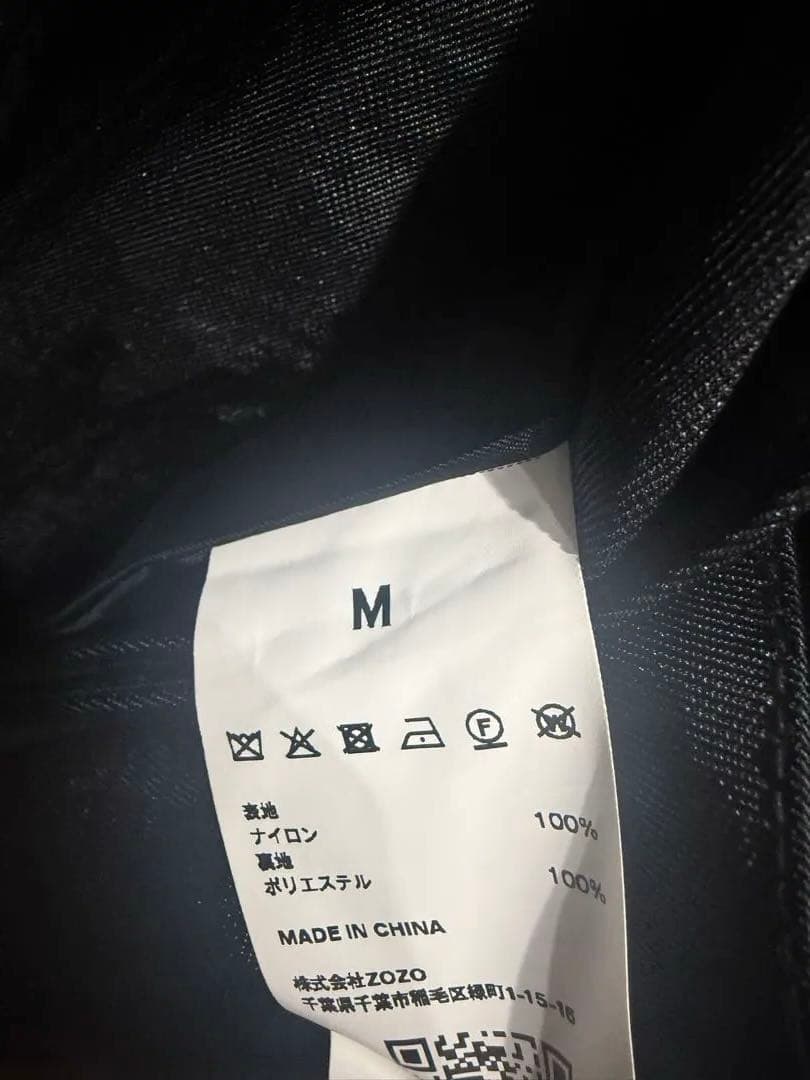 M
F
W
表地
ナイロン 100%
裏地
ポリエステル 100%
MADE IN CHINA
株式会社ZOZO
千葉県千葉市稲毛区緑町1-15-16